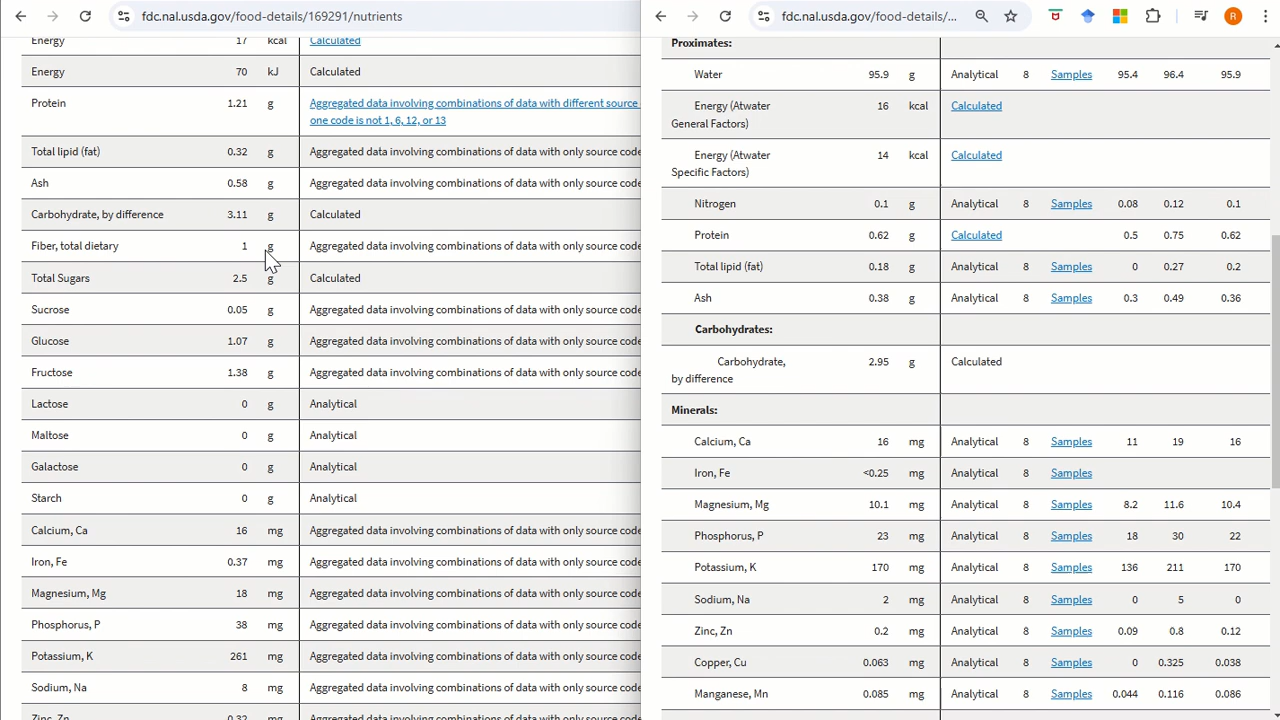 fdc.nal.usda.gov/food-details/169291/nutrients
Energy 17 kcal Calculated
Energy 70 kJ Calculated
Protein 1.21 g Aggregated data involving combinations of data with different source
one code is not 1, 6, 12, or 13
Total lipid (fat) 0.32 g Aggregated data involving combinations of data with only source code
Ash 0.58 g Aggregated data involving combinations of data with only source code
Carbohydrate, by difference 3.11 g Calculated
Fiber, total dietary 1 g Aggregated data involving combinations of data with only source code
Total Sugars 2.5 g Calculated
Sucrose 0.05 g Aggregated data involving combinations of data with only source code
Glucose 1.07 g Aggregated data involving combinations of data with only source code
Fructose 1.38 g Aggregated data involving combinations of data with only source code
Lactose 0 g Analytical
Maltose 0 g Analytical
Galactose 0 g Analytical
Starch 0 g Analytical
Calcium, Ca 16 mg Aggregated data involving combinations of data with only source code
Iron, Fe 0.37 mg Aggregated data involving combinations of data with only source code
Magnesium, Mg 18 mg Aggregated data involving combinations of data with only source code
Phosphorus, P 38 mg Aggregated data involving combinations of data with only source code
Potassium, K 261 mg Aggregated data involving combinations of data with only source code
Sodium, Na 8 mg Aggregated data involving combinations of data with only source code
Zinc, Zn 0.32 mg Aggregated data involving combinations of data with only source code
fdc.nal.usda.gov/food-details/...
R
Proximates:
Water 95.9 g Analytical 8 Samples 95.4 96.4 95.9
Energy (Atwater 16 kcal Calculated
General Factors)
Energy (Atwater 14 kcal Calculated
Specific Factors)
Nitrogen 0.1 g Analytical 8 Samples 0.08 0.12 0.1
Protein 0.62 g Calculated 0.5 0.75 0.62
Total lipid (fat) 0.18 g Analytical 8 Samples 0 0.27 0.2
Ash 0.38 g Analytical 8 Samples 0.3 0.49 0.36
Carbohydrates:
Carbohydrate, 2.95 g Calculated
by difference
Minerals:
Calcium, Ca 16 mg Analytical 8 Samples 11 19 16
Iron, Fe <0.25 mg Analytical 8 Samples
Magnesium, Mg 10.1 mg Analytical 8 Samples 8.2 11.6 10.4
Phosphorus, P 23 mg Analytical 8 Samples 18 30 22
Potassium, K 170 mg Analytical 8 Samples 136 211 170
Sodium, Na 2 mg Analytical 8 Samples 0 5 0
Zinc, Zn 0.2 mg Analytical 8 Samples 0.09 0.8 0.12
Copper, Cu 0.063 mg Analytical 8 Samples 0 0.325 0.038
Manganese, Mn 0.085 mg Analytical 8 Samples 0.044 0.116 0.086